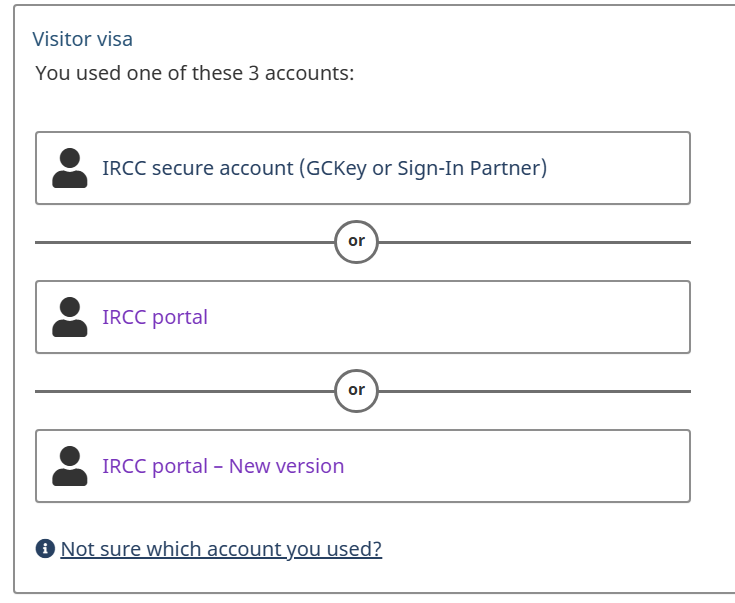 Visitor visa
You used one of these 3 accounts:
IRCC secure account (GCKey or Sign-In Partner)
or
IRCC portal
or
IRCC portal – New version
Not sure which account you used?